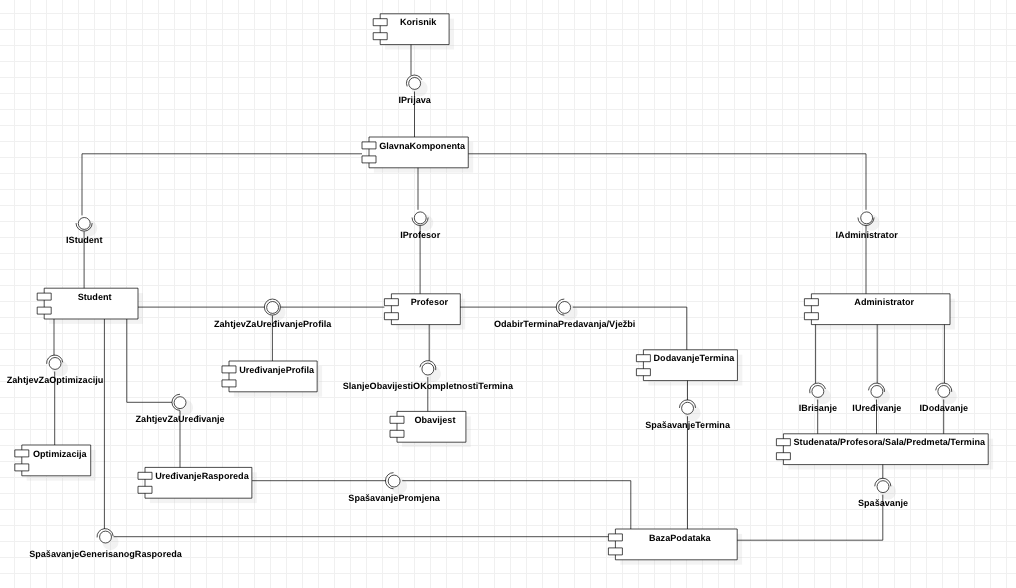 Korisnik
IPrijava
GlavnaKomponenta
IStudent
IProfesor
IAdministrator
Student
Profesor
Administrator
ZahtjevZaUređivanjeProfila
OdabirTerminaPredavanja/Vježbi
UređivanjeProfila
DodavanjeTermina
ZahtjevZaOptimizaciju
SlanjeObavijestiOKompletnostiTermina
IBrisanje
IUređivanje
IDodavanje
ZahtjevZaUređivanje
Obavijest
SpašavanjeTermina
Studenata/Profesora/Sala/Predmeta/Termina
Optimizacija
UređivanjeRasporeda
SpašavanjePromjena
Spašavanje
BazaPodataka
SpašavanjeGenerisanogRasporeda